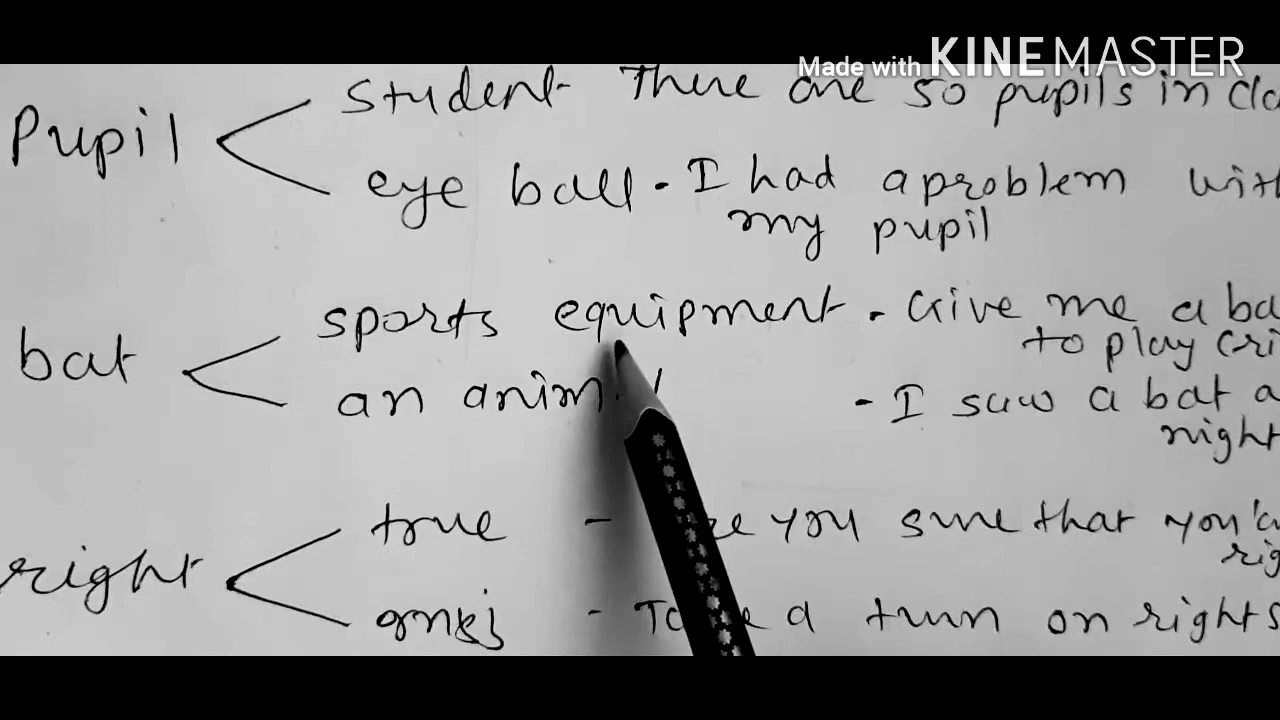 Made with KINEMASTER
Student - There are 50 pupils in cla
Pupil
eye ball - I had a problem with
my pupil
sports equipment - Give me a ba
to play cri
bat
an anim
- I saw a bat a
night
true - you sure that you'r
rig
right
- a turn on right s